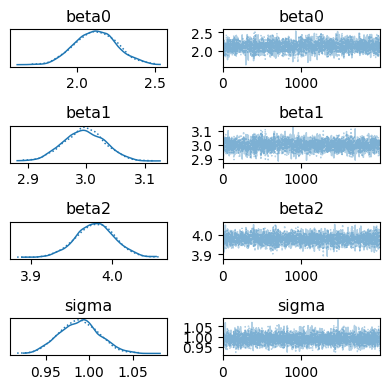 beta0 beta0
2.5
2.0
2.0 2.5 0 1000
beta1 beta1
3.1
3.0
2.9
2.9 3.0 3.1 0 1000
beta2 beta2
4.0
3.9
3.9 4.0 0 1000
sigma sigma
1.05
1.00
0.95
0.95 1.00 1.05 0 1000